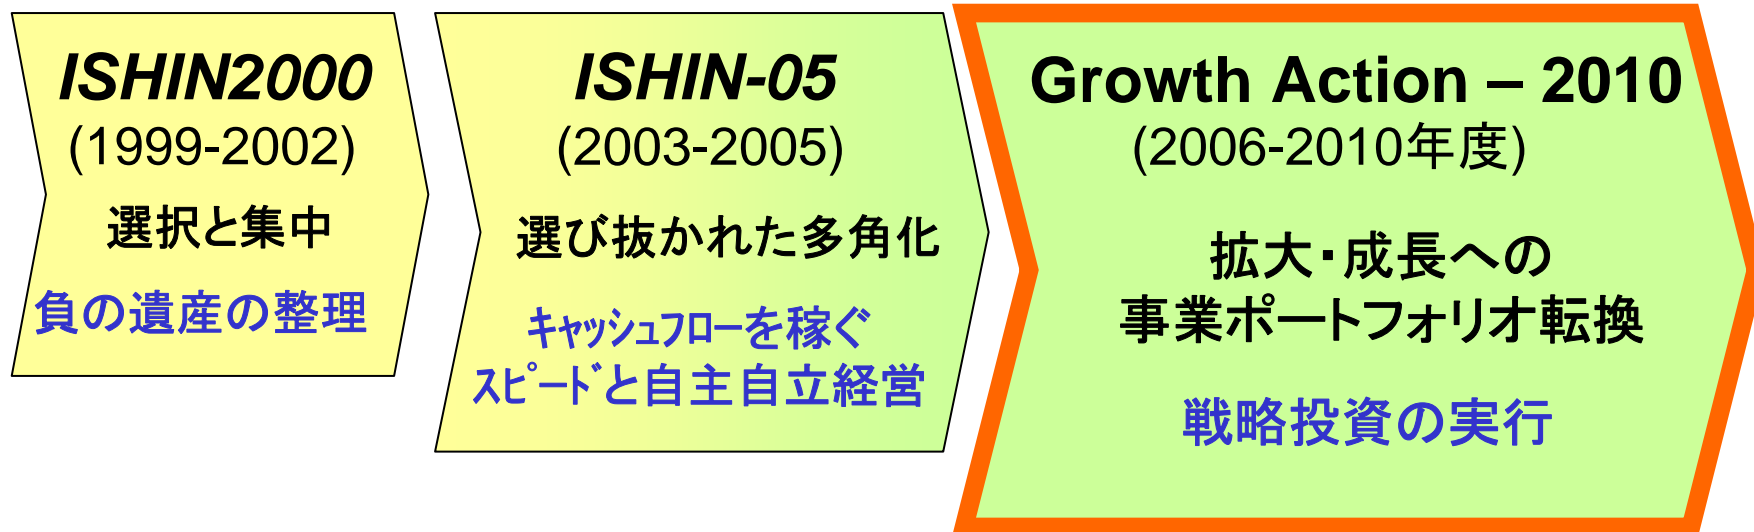 ISHIN2000
(1999-2002)
選択と集中
負の遺産の整理
ISHIN-05
(2003-2005)
選び抜かれた多角化
ｷｬｯｼｭﾌﾛｰを稼ぐ
ｽﾋﾟｰﾄﾞと自主自立経営
Growth Action – 2010
(2006-2010年度)
拡大・成長への
事業ポートフォリオ転換
戦略投資の実行